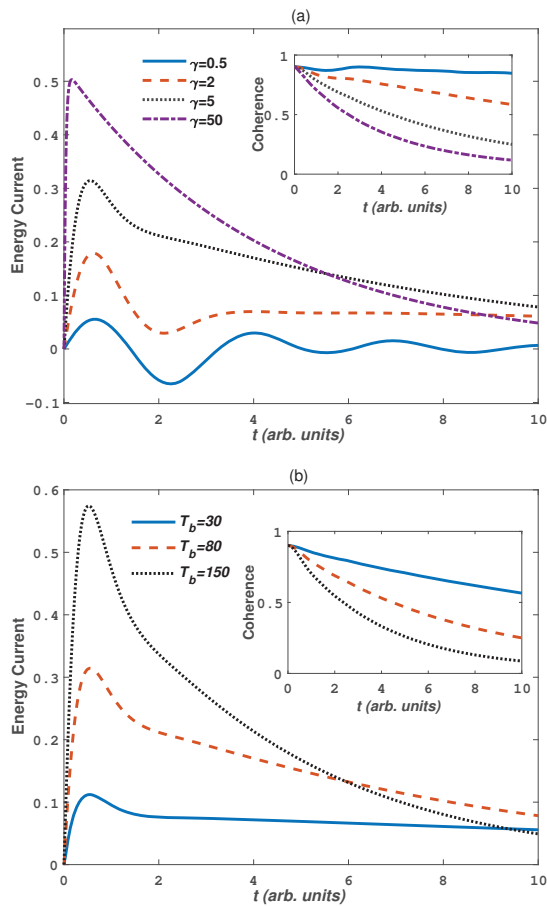 (a)
γ=0.5
γ=2
γ=5
γ=50
Energy Current
0.5
0.4
0.3
0.2
0.1
0
-0.1
0 2 4 6 8 10
t (arb. units)
Coherence
1
0.5
0
0 2 4 6 8 10
t (arb. units)
(b)
T_b=30
T_b=80
T_b=150
Energy Current
0.6
0.5
0.4
0.3
0.2
0.1
0
0 2 4 6 8 10
t (arb. units)
Coherence
1
0.5
0
0 2 4 6 8 10
t (arb. units)